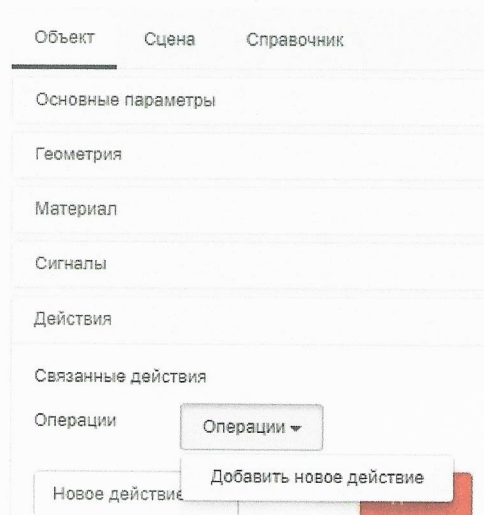 Объект Сцена Справочник
Основные параметры
Геометрия
Материал
Сигналы
Действия
Связанные действия
Операции Операции
Добавить новое действие
Новое действие